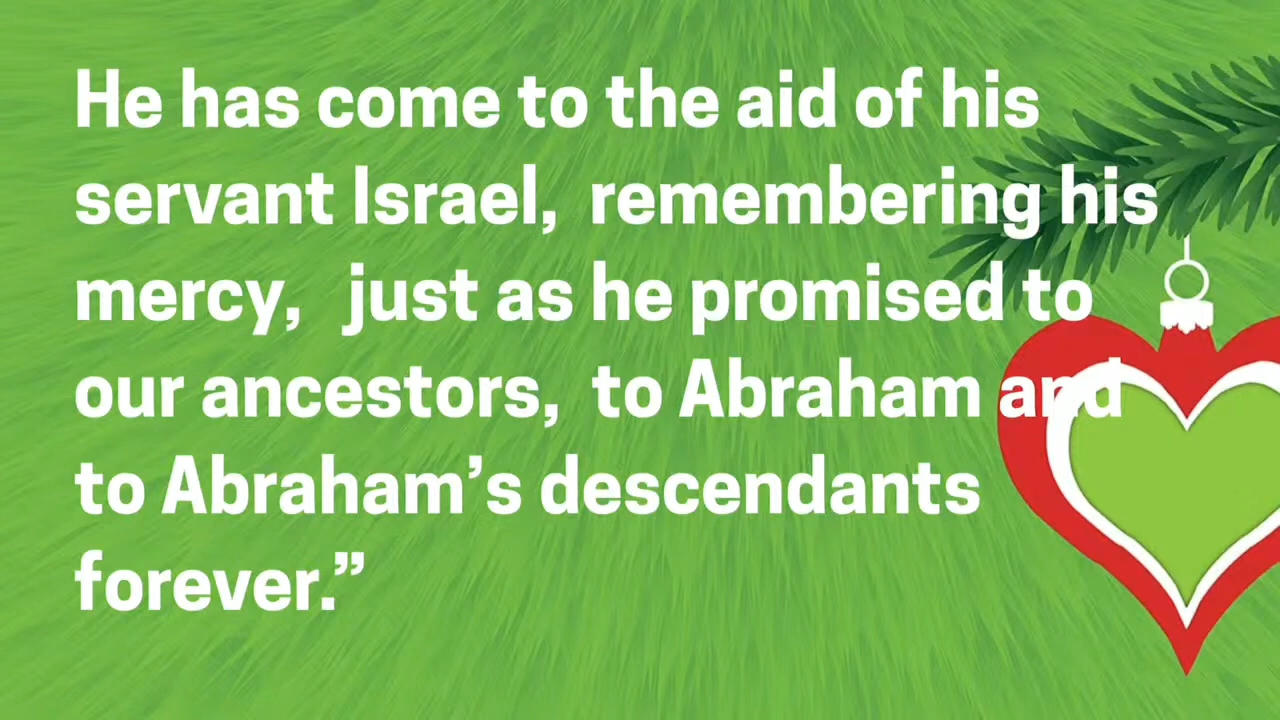 He has come to the aid of his
servant Israel,  remembering his
mercy,   just as he promised to
our ancestors,  to Abraham and
to Abraham’s descendants
forever.”